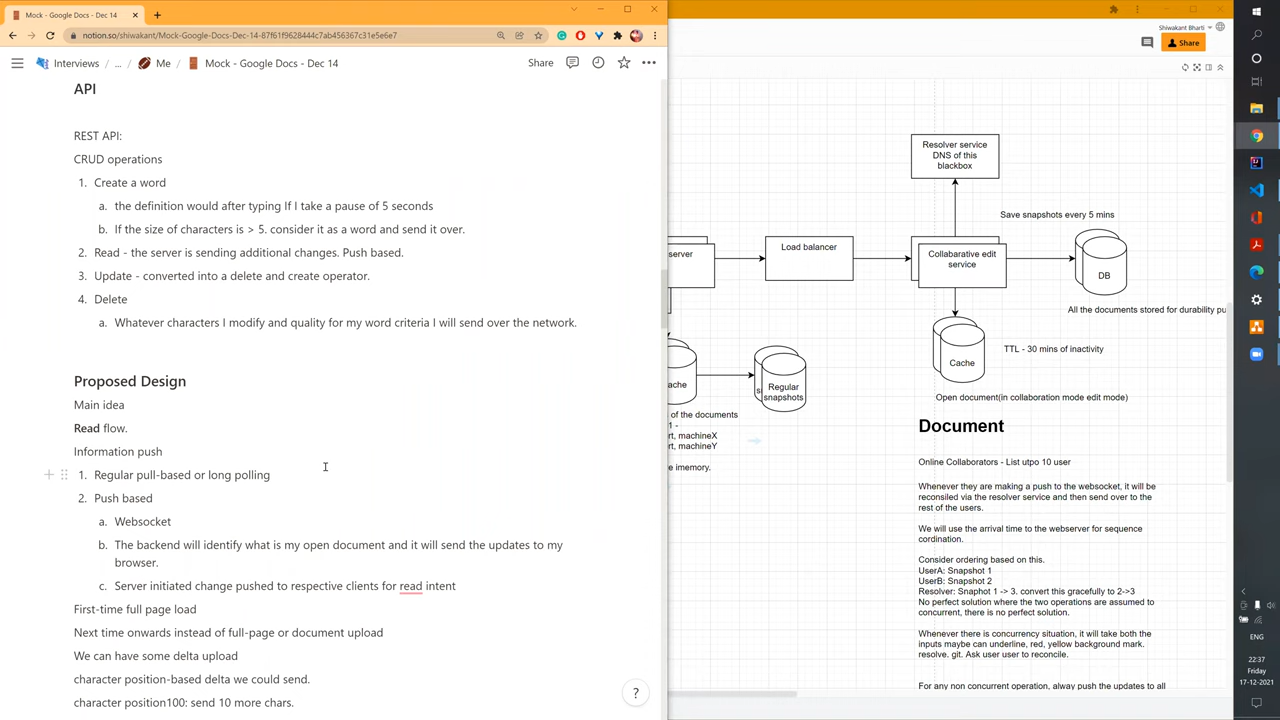 Mock - Google Docs - Dec 14
notion.so/shiwakant/Mock-Google-Docs-Dec-14-87f61f9628444c7ab456367c31e5e6e7
Interviews / ... / Me / Mock - Google Docs - Dec 14
Share
API
REST API:
CRUD operations
1. Create a word
a. the definition would after typing If I take a pause of 5 seconds
b. If the size of characters is > 5. consider it as a word and send it over.
2. Read - the server is sending additional changes. Push based.
3. Update - converted into a delete and create operator.
4. Delete
a. Whatever characters I modify and quality for my word criteria I will send over the network.
Proposed Design
Main idea
Read flow.
Information push
1. Regular pull-based or long polling
2. Push based
a. Websocket
b. The backend will identify what is my open document and it will send the updates to my
browser.
c. Server initiated change pushed to respective clients for read intent
First-time full page load
Next time onwards instead of full-page or document upload
We can have some delta upload
character position-based delta we could send.
character position100: send 10 more chars.
?
Shiwakant Bharti
Share
Resolver service
DNS of this
blackbox
Save snapshots every 5 mins
server
Load balancer
Collabarative edit
service
DB
All the documents stored for durability pu
Cache
TTL - 30 mins of inactivity
ache
Regular
snapshots
Open document(in collaboration mode edit mode)
of the documents
1 -
rt, machineX
rt, machineY
e imemory.
Document
Online Collaborators - List utpo 10 user
Whenever they are making a push to the websocket, it will be
reconsiled via the resolver service and then send over to the
rest of the users.
We will use the arrival time to the webserver for sequence
cordination.
Consider ordering based on this.
UserA: Snapshot 1
UserB: Snapshot 2
Resolver: Snaphot 1 -> 3. convert this gracefully to 2->3
No perfect solution where the two operations are assumed to
concurrent, there is no perfect solution.
Whenever there is concurrency situation, it will take both the
inputs maybe can underline, red, yellow background mark.
resolve. git. Ask user user to reconcile.
For any non concurrent operation, alway push the updates to all
ENG
22:37
Friday
17-12-2021